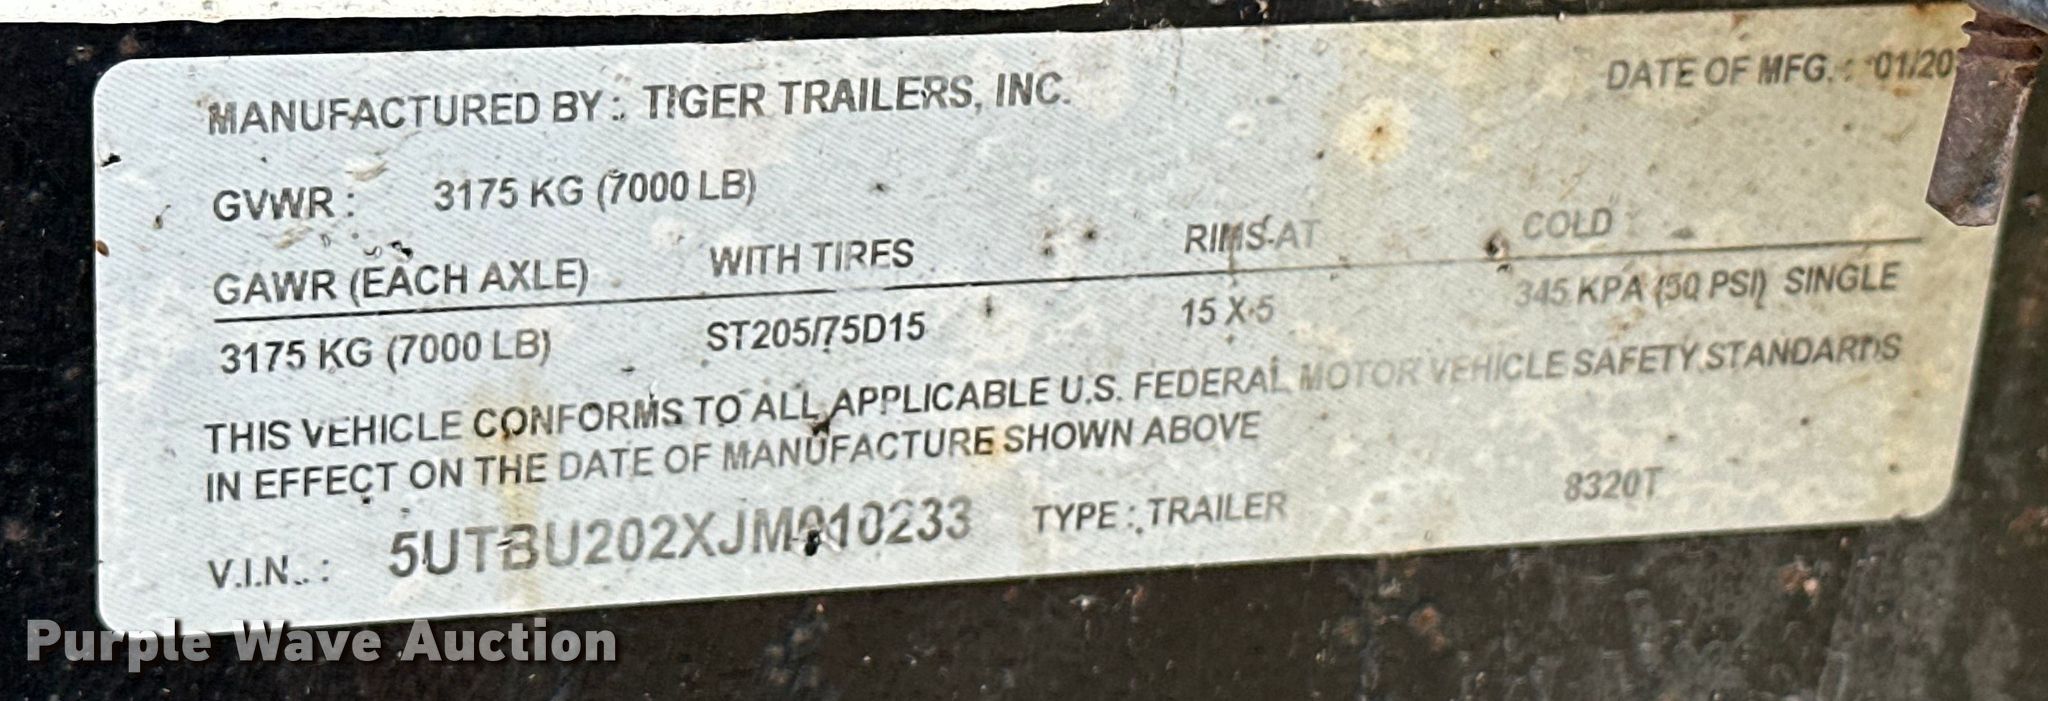 MANUFACTURED BY : TIGER TRAILERS, INC. DATE OF MFG. : 01/20
GVWR : 3175 KG (7000 LB)
GAWR (EACH AXLE) WITH TIRES RIMS-AT COLD
3175 KG (7000 LB) ST205/75D15 15 X 5 345 KPA (50 PSI) SINGLE
THIS VEHICLE CONFORMS TO ALL APPLICABLE U.S. FEDERAL MOTOR VEHICLE SAFETY STANDARDS
IN EFFECT ON THE DATE OF MANUFACTURE SHOWN ABOVE
V.I.N. : 5UTBU202XJM010233 TYPE : TRAILER 8320T
Purple Wave Auction